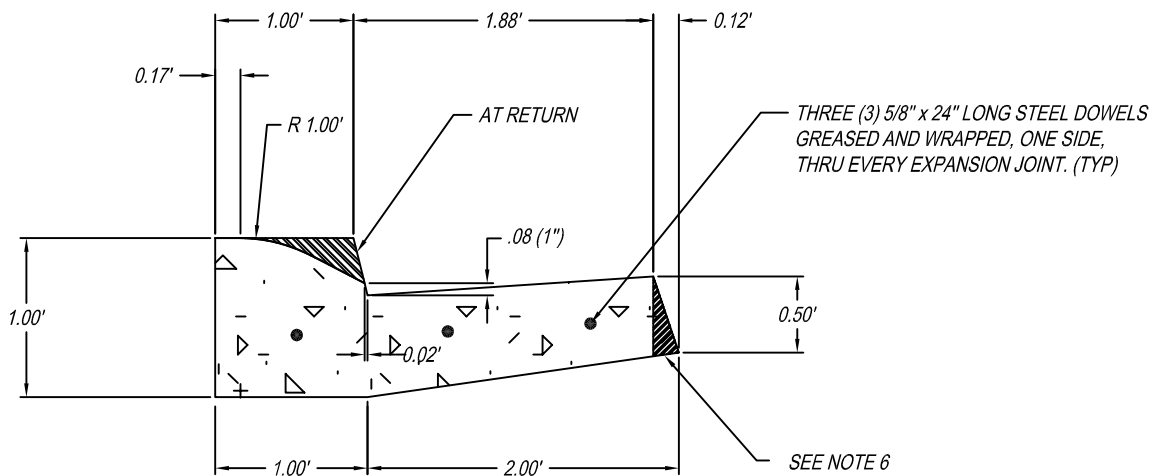 1.00'
1.88'
0.12'
0.17'
R 1.00'
AT RETURN
THREE (3) 5/8" x 24" LONG STEEL DOWELS
GREASED AND WRAPPED, ONE SIDE,
THRU EVERY EXPANSION JOINT. (TYP)
.08 (1")
1.00'
0.50'
0.02'
1.00'
2.00'
SEE NOTE 6